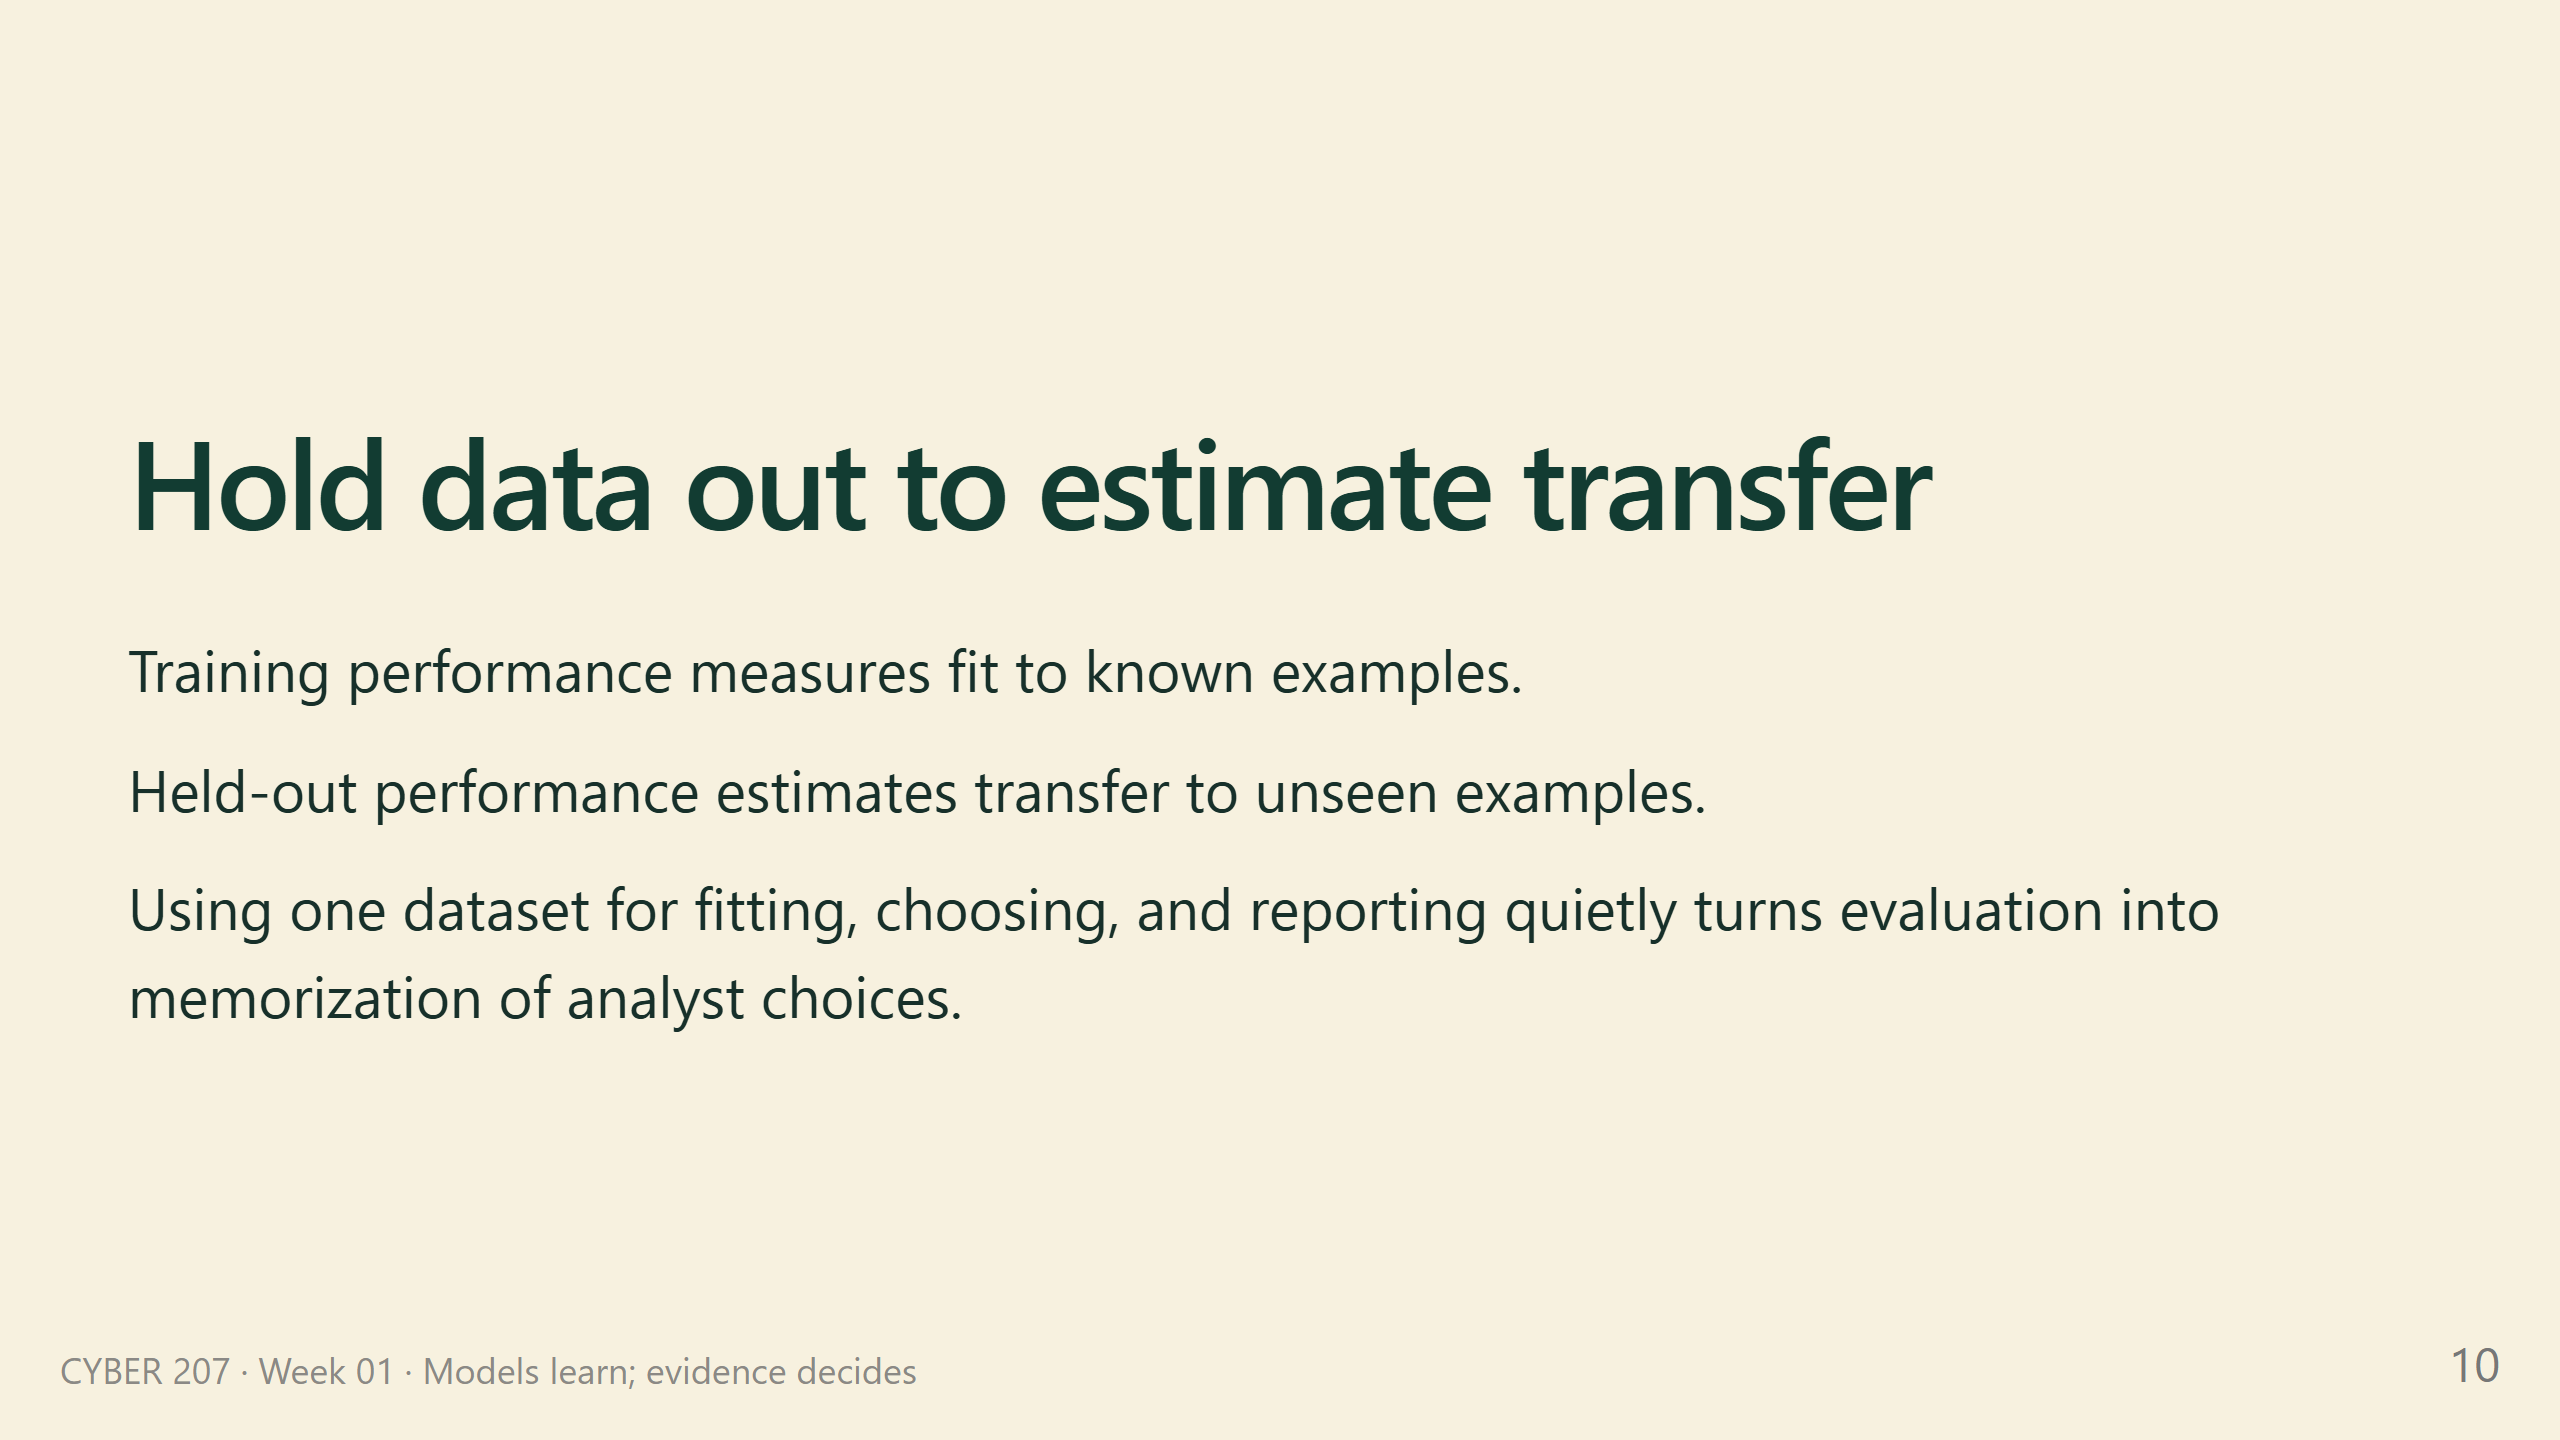 Hold data out to estimate transfer
Training performance measures fit to known examples.
Held-out performance estimates transfer to unseen examples.
Using one dataset for fitting, choosing, and reporting quietly turns evaluation into
memorization of analyst choices.
CYBER 207 · Week 01 · Models learn; evidence decides
10